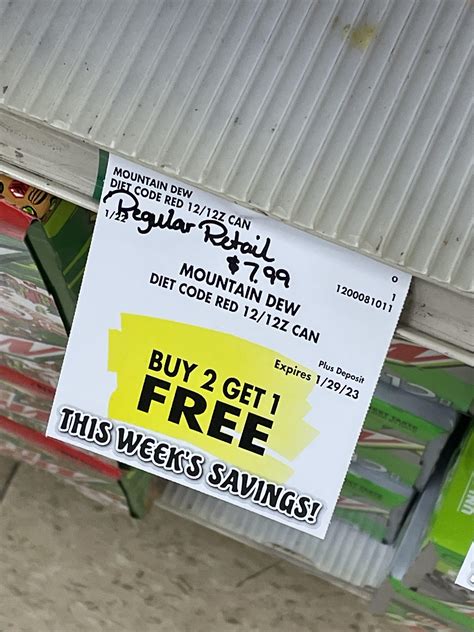 MOUNTAIN DEW
DIET CODE RED 12/12Z CAN
1/22
Regular Retail
$7.99
0
1
1200081011
MOUNTAIN DEW
DIET CODE RED 12/12Z CAN
Plus Deposit
Expires 1/29/23
BUY 2 GET 1
FREE
THIS WEEK'S SAVINGS!